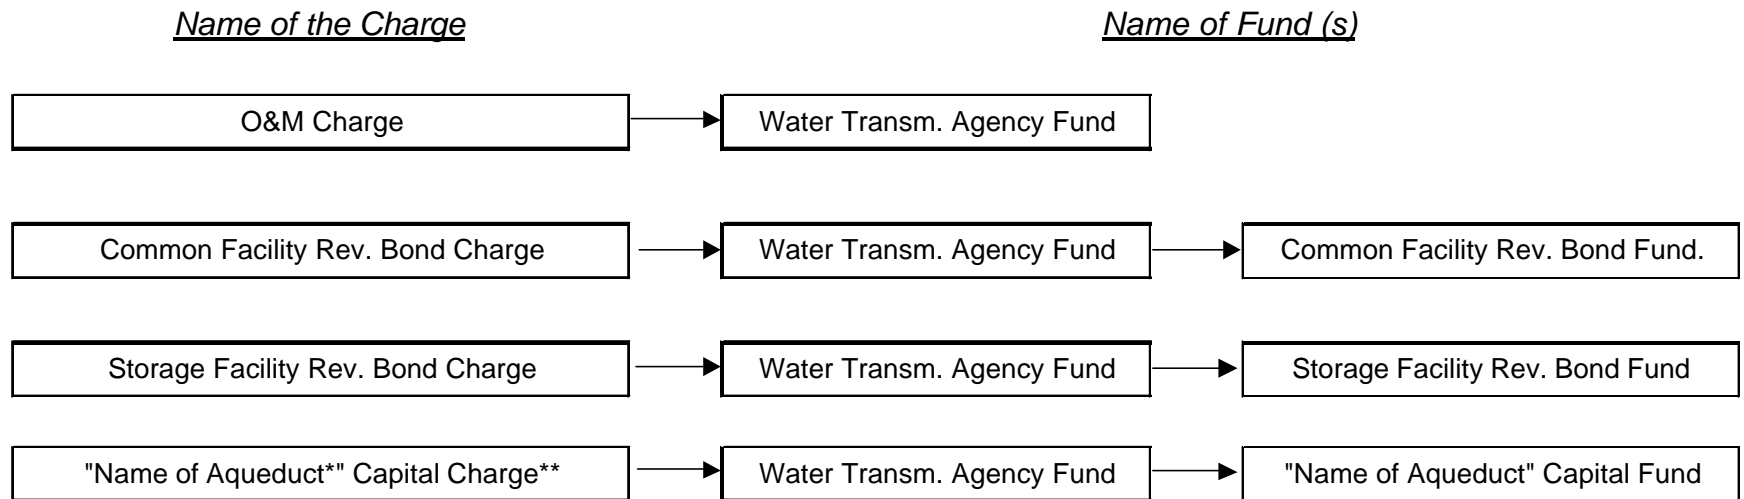 Name of the Charge
Name of Fund (s)
O&M Charge
Water Transm. Agency Fund
Common Facility Rev. Bond Charge
Water Transm. Agency Fund
Common Facility Rev. Bond Fund.
Storage Facility Rev. Bond Charge
Water Transm. Agency Fund
Storage Facility Rev. Bond Fund
"Name of Aqueduct*" Capital Charge**
Water Transm. Agency Fund
"Name of Aqueduct" Capital Fund